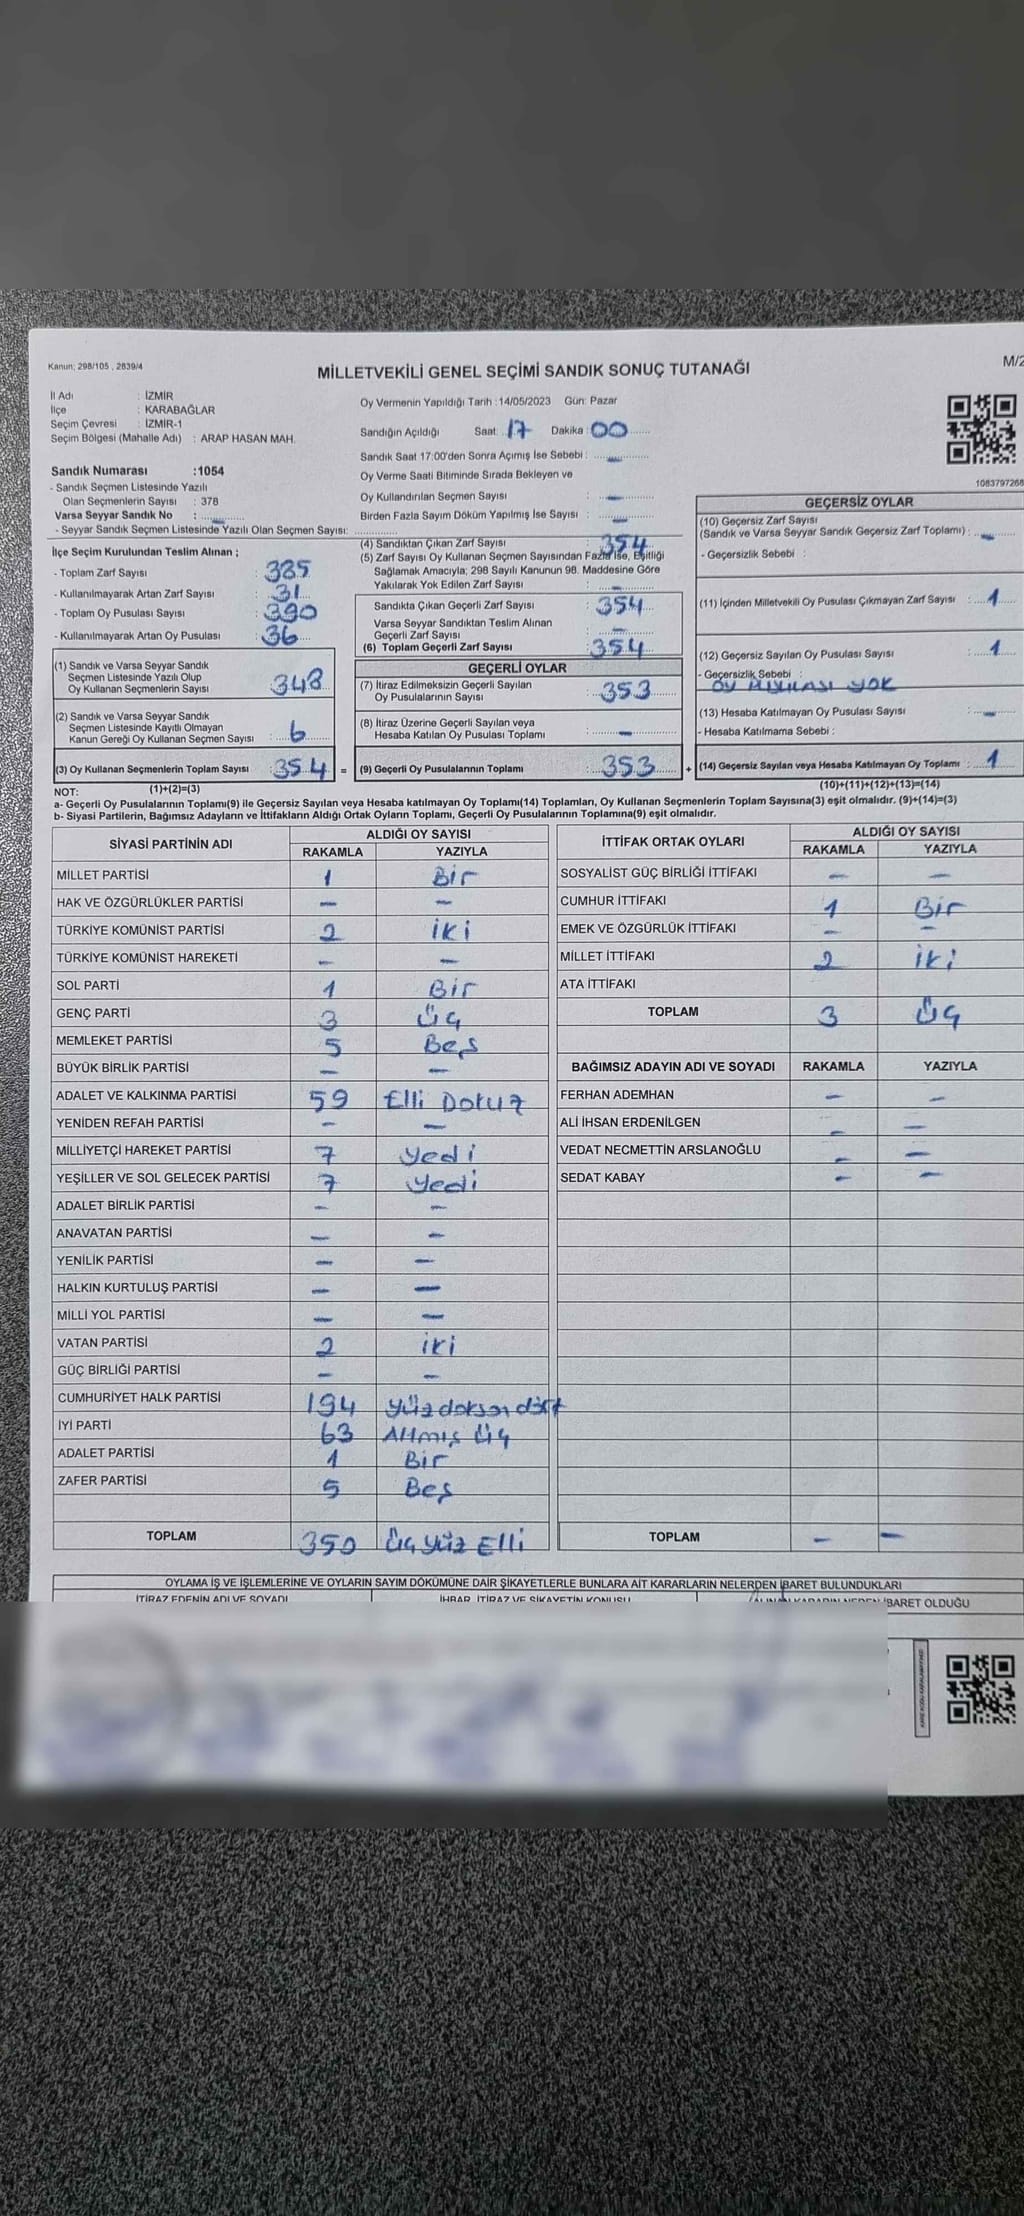 Kanun; 298/105 , 2839/4
MİLLETVEKİLİ GENEL SEÇİMİ SANDIK SONUÇ TUTANAĞI
M/2
İl Adı : İZMİR
İlçe : KARABAĞLAR
Seçim Çevresi : İZMİR-1
Seçim Bölgesi (Mahalle Adı) : ARAP HASAN MAH.
Sandık Numarası :1054
- Sandık Seçmen Listesinde Yazılı
Olan Seçmenlerin Sayısı : 378
Varsa Seyyar Sandık No : -
- Seyyar Sandık Seçmen Listesinde Yazılı Olan Seçmen Sayısı:
Oy Vermenin Yapıldığı Tarih :14/05/2023 Gün: Pazar
Sandığın Açıldığı Saat: 17 Dakika : 00
Sandık Saat 17:00'den Sonra Açımış İse Sebebi : -
Oy Verme Saati Bitiminde Sırada Bekleyen ve
Oy Kullandırılan Seçmen Sayısı : -
Birden Fazla Sayım Döküm Yapılmış İse Sayısı : -
1083797268
İlçe Seçim Kurulundan Teslim Alınan ;
- Toplam Zarf Sayısı : 385
- Kullanılmayarak Artan Zarf Sayısı : 31
- Toplam Oy Pusulası Sayısı : 390
- Kullanılmayarak Artan Oy Pusulası : 36
(1) Sandık ve Varsa Seyyar Sandık
Seçmen Listesinde Yazılı Olup
Oy Kullanan Seçmenlerin Sayısı : 348
(2) Sandık ve Varsa Seyyar Sandık
Seçmen Listesinde Kayıtlı Olmayan
Kanun Gereği Oy Kullanan Seçmen Sayısı : 6
(3) Oy Kullanan Seçmenlerin Toplam Sayısı : 354 =
(4) Sandıktan Çıkan Zarf Sayısı : 354
(5) Zarf Sayısı Oy Kullanan Seçmen Sayısından Fazla İse, Eşitliği
Sağlamak Amacıyla; 298 Sayılı Kanunun 98. Maddesine Göre
Yakılarak Yok Edilen Zarf Sayısı : -
Sandıkta Çıkan Geçerli Zarf Sayısı : 354
Varsa Seyyar Sandıktan Teslim Alınan
Geçerli Zarf Sayısı : -
(6) Toplam Geçerli Zarf Sayısı : 354
GEÇERLİ OYLAR
(7) İtiraz Edilmeksizin Geçerli Sayılan
Oy Pusulalarının Sayısı : 353
(8) İtiraz Üzerine Geçerli Sayılan veya
Hesaba Katılan Oy Pusulası Toplamı : -
(9) Geçerli Oy Pusulalarının Toplamı : 353 +
GEÇERSİZ OYLAR
(10) Geçersiz Zarf Sayısı
(Sandık ve Varsa Seyyar Sandık Geçersiz Zarf Toplamı) : -
- Geçersizlik Sebebi :
(11) İçinden Milletvekili Oy Pusulası Çıkmayan Zarf Sayısı : 1
(12) Geçersiz Sayılan Oy Pusulası Sayısı : 1
- Geçersizlik Sebebi :
OY PUSULASI YOK
(13) Hesaba Katılmayan Oy Pusulası Sayısı : -
- Hesaba Katılmama Sebebi :
(14) Geçersiz Sayılan veya Hesaba Katılmayan Oy Toplamı : 1
NOT: (1)+(2)=(3) (10)+(11)+(12)+(13)=(14)
a- Geçerli Oy Pusulalarının Toplamı(9) ile Geçersiz Sayılan veya Hesaba katılmayan Oy Toplamı(14) Toplamları, Oy Kullanan Seçmenlerin Toplam Sayısına(3) eşit olmalıdır. (9)+(14)=(3)
b- Siyasi Partilerin, Bağımsız Adayların ve İttifakların Aldığı Ortak Oyların Toplamı, Geçerli Oy Pusulalarının Toplamına(9) eşit olmalıdır.
SİYASİ PARTİNİN ADI ALDIĞI OY SAYISI
RAKAMLA YAZIYLA
MİLLET PARTİSİ 1 Bir
HAK VE ÖZGÜRLÜKLER PARTİSİ - -
TÜRKİYE KOMÜNİST PARTİSİ 2 iki
TÜRKİYE KOMÜNİST HAREKETİ - -
SOL PARTİ 1 Bir
GENÇ PARTİ 3 Üç
MEMLEKET PARTİSİ 5 Beş
BÜYÜK BİRLİK PARTİSİ - -
ADALET VE KALKINMA PARTİSİ 59 Elli Dokuz
YENİDEN REFAH PARTİSİ - -
MİLLİYETÇİ HAREKET PARTİSİ 7 Yedi
YEŞİLLER VE SOL GELECEK PARTİSİ 7 Yedi
ADALET BİRLİK PARTİSİ - -
ANAVATAN PARTİSİ - -
YENİLİK PARTİSİ - -
HALKIN KURTULUŞ PARTİSİ - -
MİLLİ YOL PARTİSİ - -
VATAN PARTİSİ 2 iki
GÜÇ BİRLİĞİ PARTİSİ - -
CUMHURİYET HALK PARTİSİ 194 Yüz doksan dört
İYİ PARTİ 63 Altmış üç
ADALET PARTİSİ 1 Bir
ZAFER PARTİSİ 5 Beş
TOPLAM 350 Üç yüz Elli
İTTİFAK ORTAK OYLARI ALDIĞI OY SAYISI
RAKAMLA YAZIYLA
SOSYALİST GÜÇ BİRLİĞİ İTTİFAKI - -
CUMHUR İTTİFAKI 1 Bir
EMEK VE ÖZGÜRLÜK İTTİFAKI - -
MİLLET İTTİFAKI 2 iki
ATA İTTİFAKI
TOPLAM 3 Üç
BAĞIMSIZ ADAYIN ADI VE SOYADI RAKAMLA YAZIYLA
FERHAN ADEMHAN - -
ALİ İHSAN ERDENİLGEN - -
VEDAT NECMETTİN ARSLANOĞLU - -
SEDAT KABAY - -
TOPLAM - -
OYLAMA İŞ VE İŞLEMLERİNE VE OYLARIN SAYIM DÖKÜMÜNE DAİR ŞİKAYETLERLE BUNLARA AİT KARARLARIN NELERDEN İBARET BULUNDUKLARI
İTİRAZ EDENİN ADI VE SOYADI İHBAR, İTİRAZ VE ŞİKAYETİN KONUSU ALINAN KARARIN NEDEN İBARET OLDUĞU